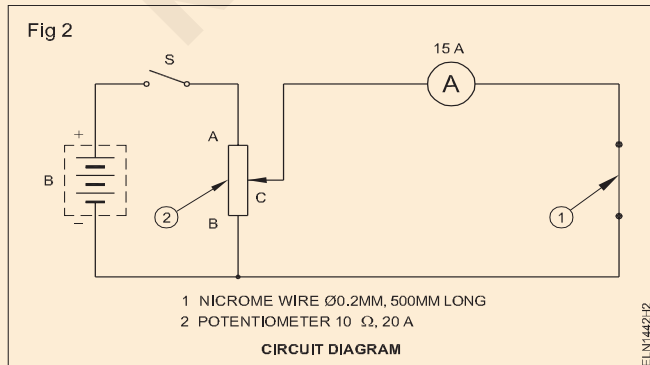 Fig 2
15 A
S
A
A
+
B
C
2
B
1
–
1 NICROME WIRE Ø0.2MM, 500MM LONG
2 POTENTIOMETER 10 Ω, 20 A
CIRCUIT DIAGRAM
ELN1442H2